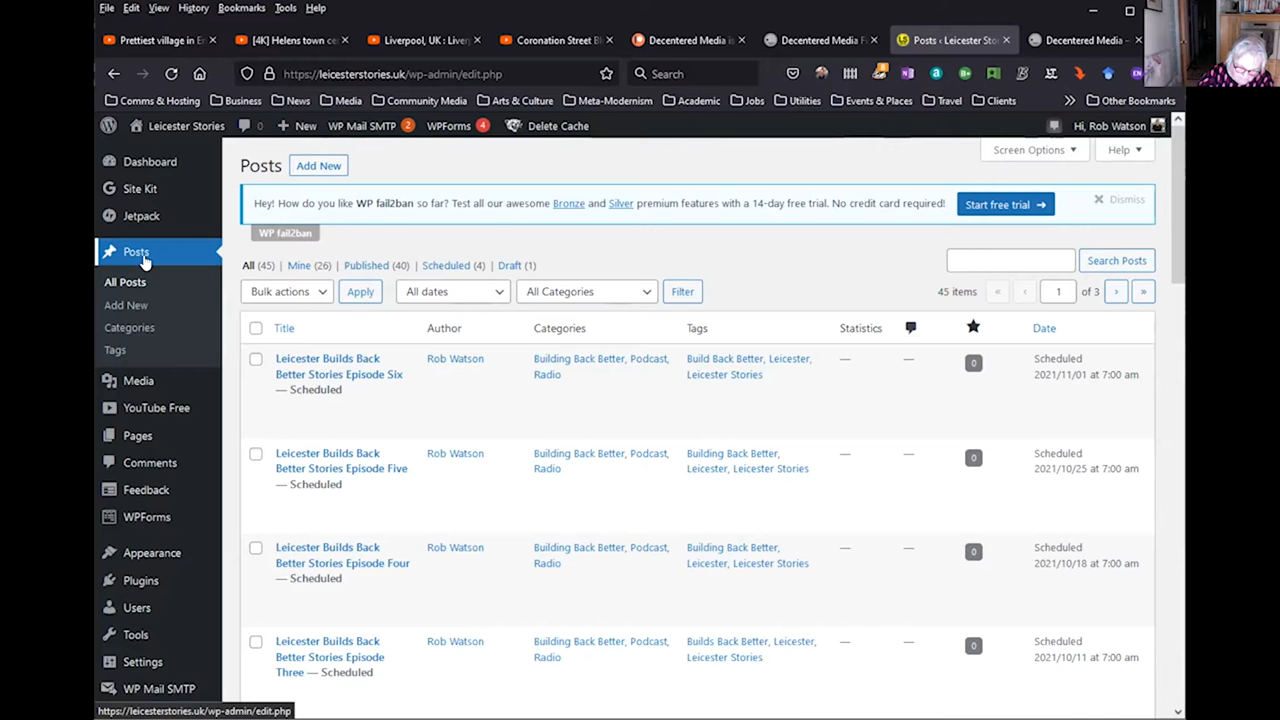 File Edit View History Bookmarks Tools Help
Prettiest village in En
[4K] Helens town ce
Liverpool, UK : Liver
Coronation Street Bl
Decentered Media is
Decentered Media F
Posts ‹ Leicester Stor
Decentered Media –
https://leicesterstories.uk/wp-admin/edit.php
Search
Comms & Hosting Business News Media Community Media Arts & Culture Meta-Modernism Academic Jobs Utilities Events & Places Travel Clients Other Bookmarks
Leicester Stories 0 New WP Mail SMTP 2 WPForms 4 Delete Cache Hi, Rob Watson
Dashboard
Site Kit
Jetpack
Posts
All Posts
Add New
Categories
Tags
Media
YouTube Free
Pages
Comments
Feedback
WPForms
Appearance
Plugins
Users
Tools
Settings
WP Mail SMTP
https://leicesterstories.uk/wp-admin/edit.php
Posts Add New
Screen Options Help
Hey! How do you like WP fail2ban so far? Test all our awesome Bronze and Silver premium features with a 14-day free trial. No credit card required! Start free trial → Dismiss
WP fail2ban
All (45) | Mine (26) | Published (40) | Scheduled (4) | Draft (1)
Search Posts
Bulk actions Apply All dates All Categories Filter
45 items « ‹ 1 of 3 › »
Title Author Categories Tags Statistics Date
Leicester Builds Back
Better Stories Episode Six
— Scheduled
Rob Watson
Building Back Better, Podcast,
Radio
Build Back Better, Leicester,
Leicester Stories
— — 0
Scheduled
2021/11/01 at 7:00 am
Leicester Builds Back
Better Stories Episode Five
— Scheduled
Rob Watson
Building Back Better, Podcast,
Radio
Building Back Better,
Leicester, Leicester Stories
— — 0
Scheduled
2021/10/25 at 7:00 am
Leicester Builds Back
Better Stories Episode Four
— Scheduled
Rob Watson
Building Back Better, Podcast,
Radio
Building Back Better,
Leicester, Leicester Stories
— — 0
Scheduled
2021/10/18 at 7:00 am
Leicester Builds Back
Better Stories Episode
Three — Scheduled
Rob Watson
Building Back Better, Podcast,
Radio
Builds Back Better, Leicester,
Leicester Stories
— — 0
Scheduled
2021/10/11 at 7:00 am